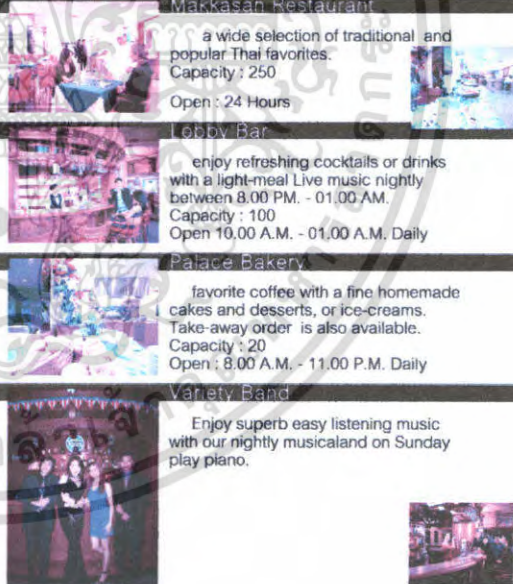 Makkasan Restaurant
a wide selection of traditional and
popular Thai favorites.
Capacity : 250
Open : 24 Hours
Lobby Bar
enjoy refreshing cocktails or drinks
with a light-meal Live music nightly
between 8.00 PM. - 01.00 AM.
Capacity : 100
Open 10.00 A.M. - 01.00 A.M. Daily
Palace Bakery
favorite coffee with a fine homemade
cakes and desserts, or ice-creams.
Take-away order is also available.
Capacity : 20
Open : 8.00 A.M. - 11.00 P.M. Daily
Variety Band
Enjoy superb easy listening music
with our nightly musicaland on Sunday
play piano.